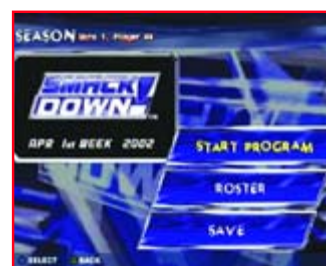 SEASON
SMACK
DOWN!
APR 1st WEEK 2002
START PROGRAM
ROSTER
SAVE
SELECT BACK